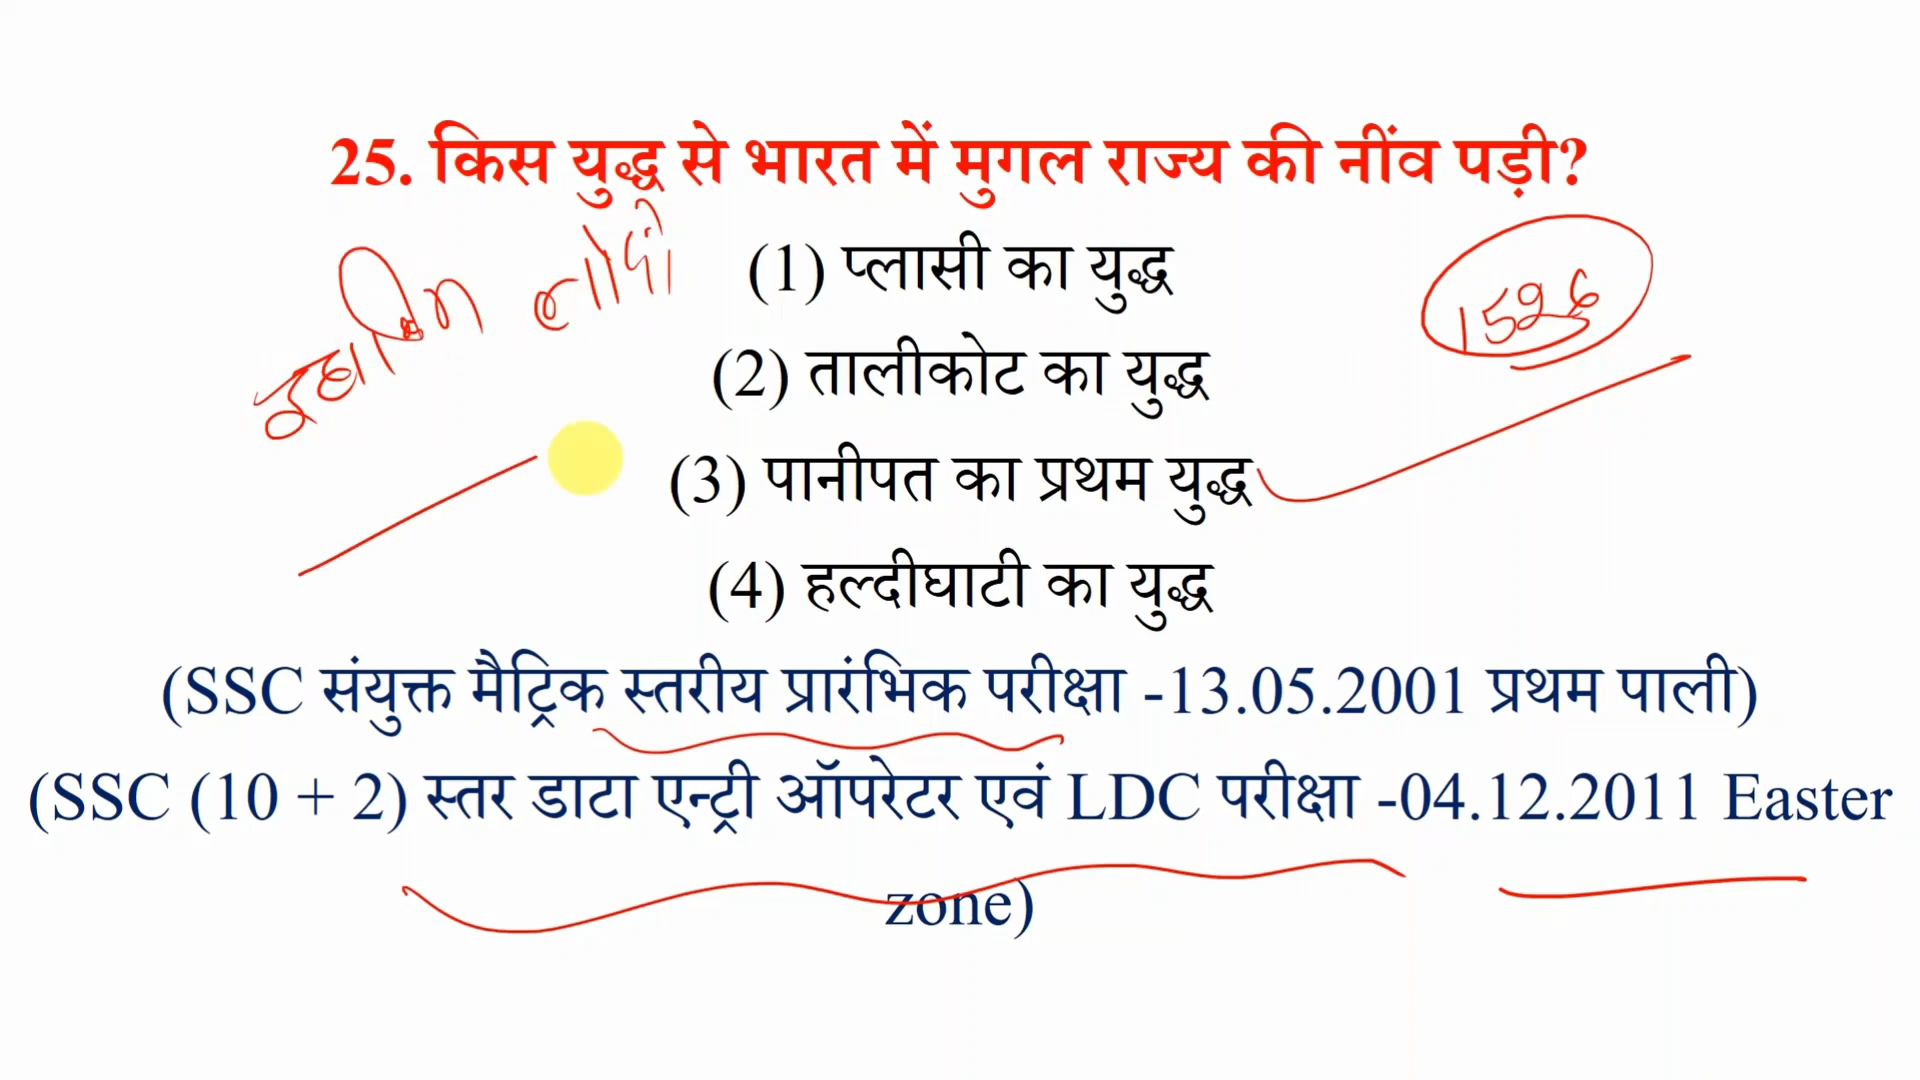 25. किस युद्ध से भारत में मुगल राज्य की नींव पड़ी?
इब्राहिम लोदी
(1) प्लासी का युद्ध
1526
(2) तालीकोट का युद्ध
(3) पानीपत का प्रथम युद्ध
(4) हल्दीघाटी का युद्ध
(SSC संयुक्त मैट्रिक स्तरीय प्रारंभिक परीक्षा -13.05.2001 प्रथम पाली)
(SSC (10 + 2) स्तर डाटा एन्ट्री ऑपरेटर एवं LDC परीक्षा -04.12.2011 Easter
zone)